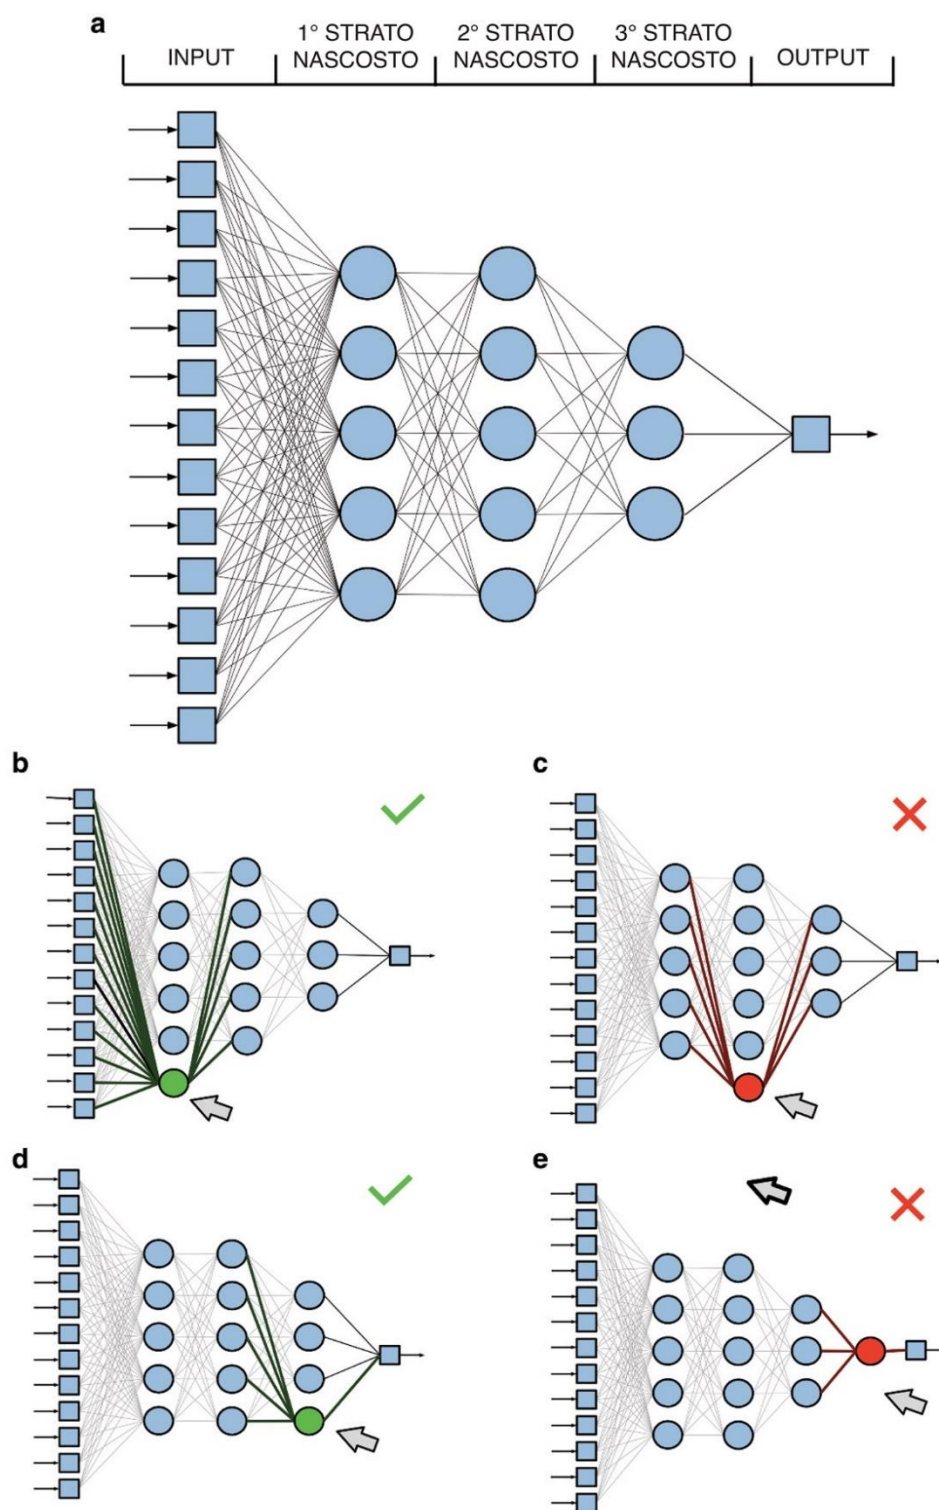 a
INPUT
1° STRATO
NASCOSTO
2° STRATO
NASCOSTO
3° STRATO
NASCOSTO
OUTPUT
b
c
d
e